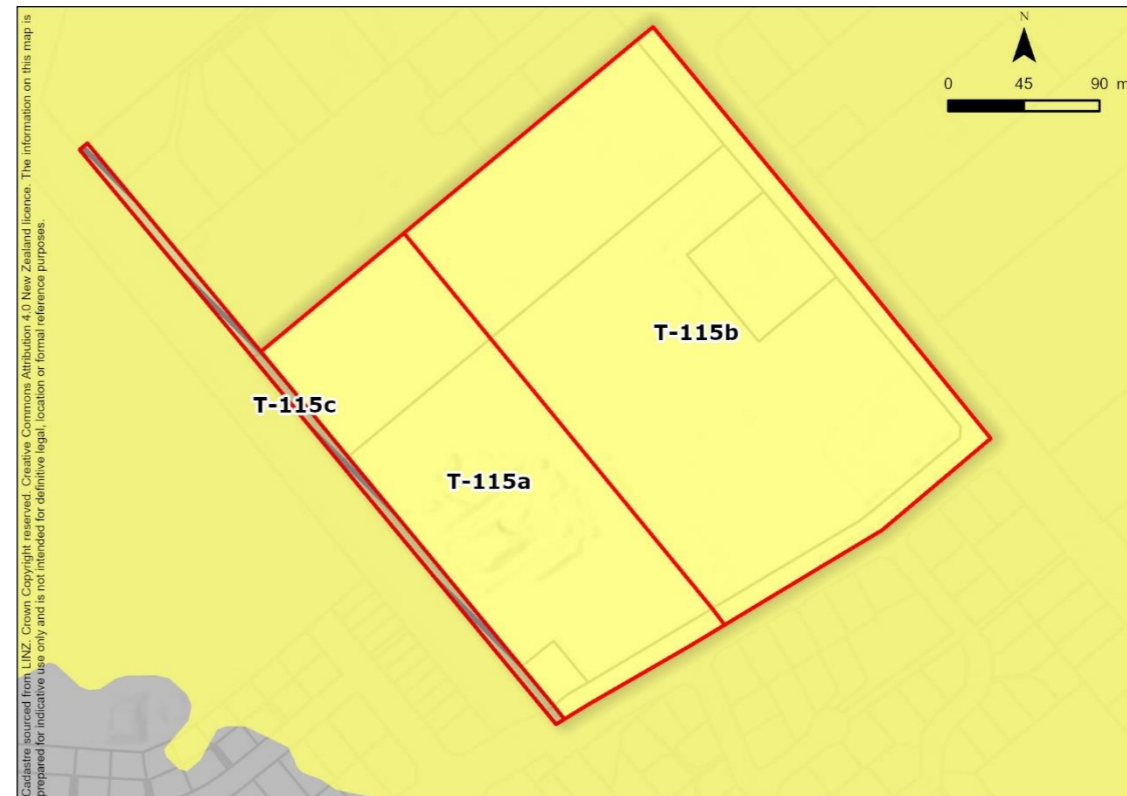 Cadastre sourced from LINZ. Crown Copyright reserved. Creative Commons Attribution 4.0 New Zealand licence. The information on this map is
prepared for indicative use only and is not intended for definitive legal, location or formal reference purposes.
N
0 45 90 m
T-115b
T-115c
T-115a